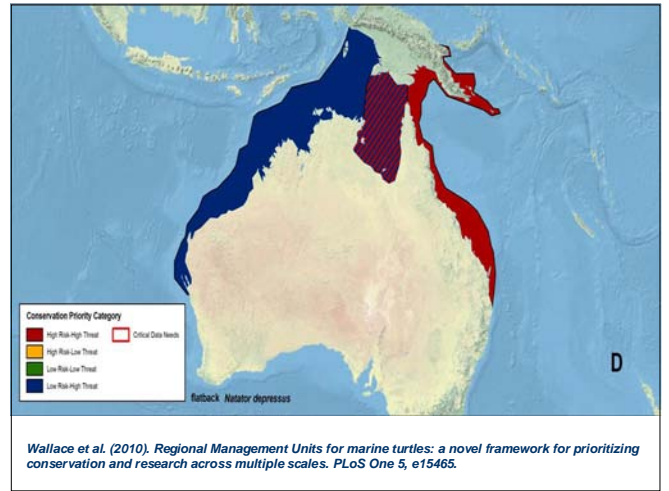 Conservation Priority Category
High Risk-High Threat
Critical Data Needs
High Risk-Low Threat
Low Risk-Low Threat
Low Risk-High Threat
D
flatback Natator depressus
Wallace et al. (2010). Regional Management Units for marine turtles: a novel framework for prioritizing
conservation and research across multiple scales. PLoS One 5, e15465.